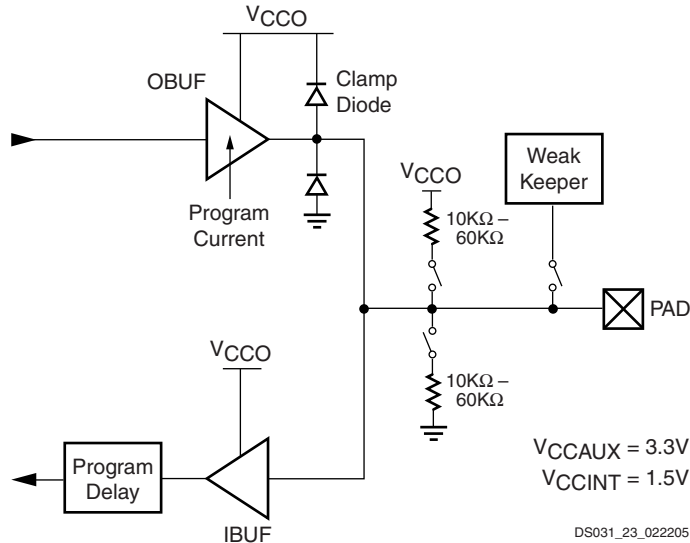 VCCO
OBUF
Clamp
Diode
Program
Current
VCCO
10KΩ –
60KΩ
Weak
Keeper
PAD
10KΩ –
60KΩ
VCCO
Program
Delay
IBUF
VCCAUX = 3.3V
VCCINT = 1.5V
DS031_23_022205